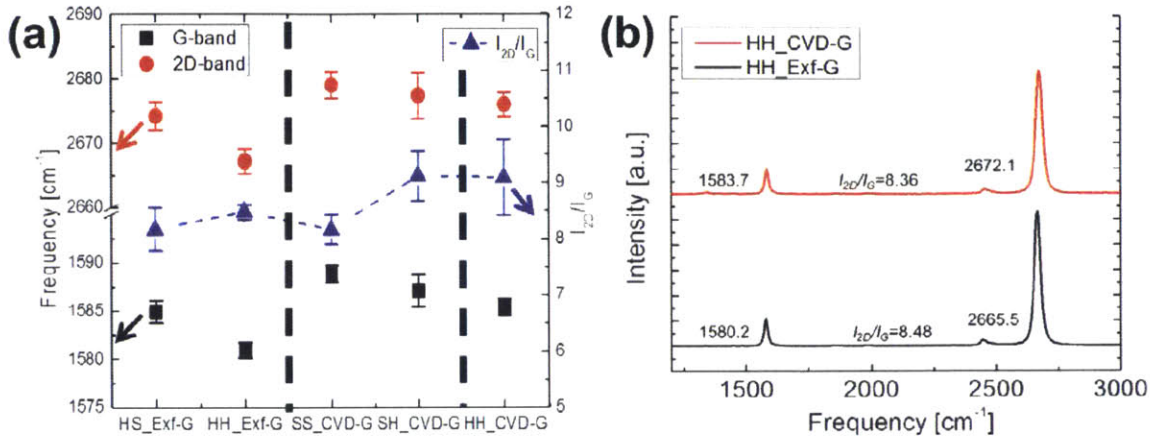 (a)
2690
2680
2670
2660
1590
1585
1580
1575
Frequency [cm⁻¹]
G-band
2D-band
I2D/IG
12
11
10
9
8
7
6
5
I2D/IG
HS_Exf-G HH_Exf-G SS_CVD-G SH_CVD-G HH_CVD-G
(b)
HH_CVD-G
HH_Exf-G
Intensity [a.u.]
1583.7
I2D/IG=8.36
2672.1
1580.2
I2D/IG=8.48
2665.5
1500 2000 2500 3000
Frequency [cm⁻¹]